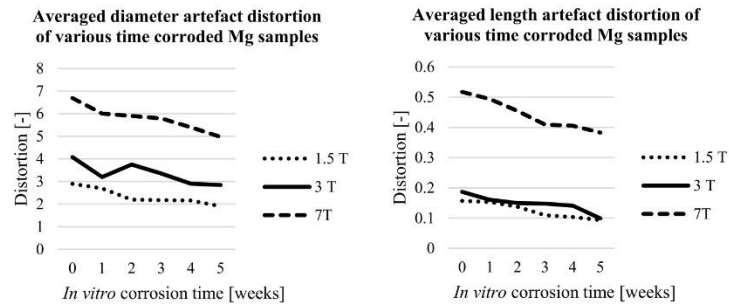 Averaged diameter artefact distortion
of various time corroded Mg samples
8
7
6
5
4
3
2
1
0
Distortion [-]
0 1 2 3 4 5
In vitro corrosion time [weeks]
1.5 T
3 T
7T
Averaged length artefact distortion of
various time corroded Mg samples
0.6
0.5
0.4
0.3
0.2
0.1
0
Distortion [-]
0 1 2 3 4 5
In vitro corrosion time [weeks]
1.5 T
3 T
7T